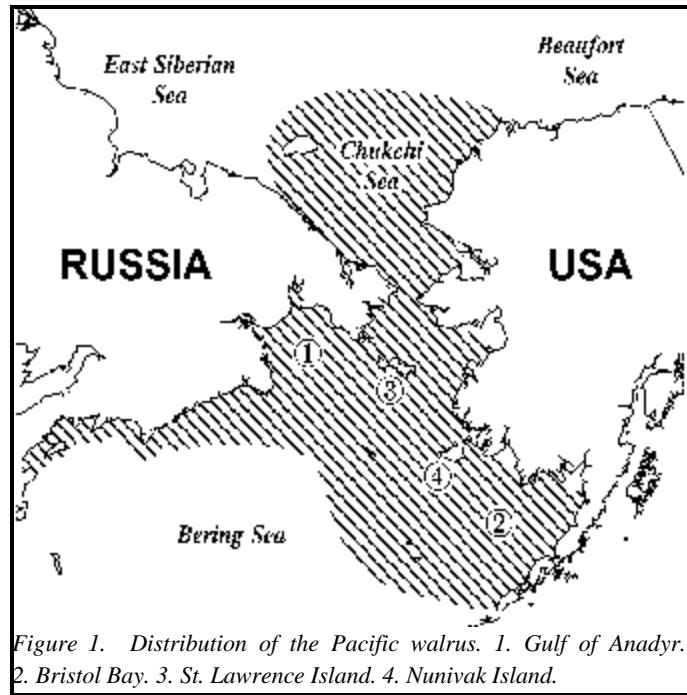 East Siberian
Sea
Beaufort
Sea
Chukchi
Sea
RUSSIA
USA
1
3
4
2
Bering Sea
Figure 1. Distribution of the Pacific walrus. 1. Gulf of Anadyr.
2. Bristol Bay. 3. St. Lawrence Island. 4. Nunivak Island.